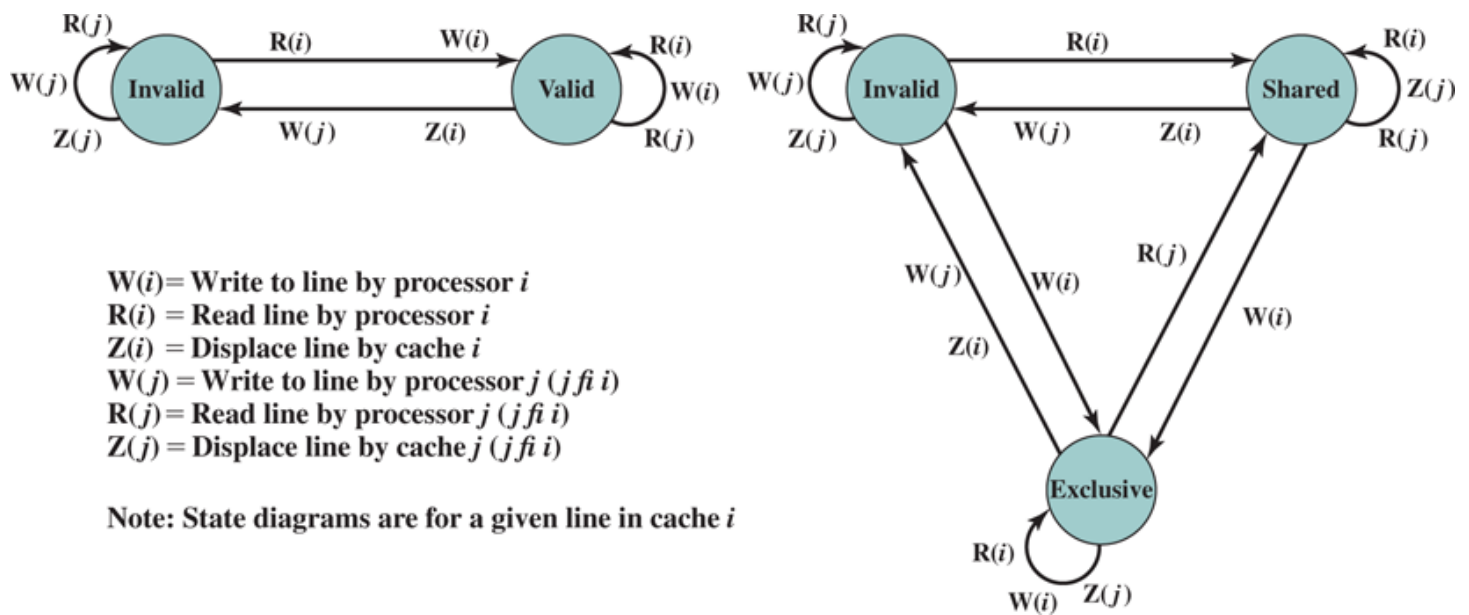 R(j)
W(j)
Z(j)
Invalid
R(i) W(i)
W(j) Z(i)
Valid
R(i)
W(i)
R(j)
W(i)= Write to line by processor i
R(i) = Read line by processor i
Z(i) = Displace line by cache i
W(j) = Write to line by processor j (j fi i)
R(j) = Read line by processor j (j fi i)
Z(j) = Displace line by cache j (j fi i)
Note: State diagrams are for a given line in cache i
R(j)
W(j)
Z(j)
Invalid
R(i)
W(j) Z(i)
Shared
R(i)
Z(j)
R(j)
W(j)
Z(i)
W(i)
R(j)
W(i)
Exclusive
R(i)
W(i)
Z(j)